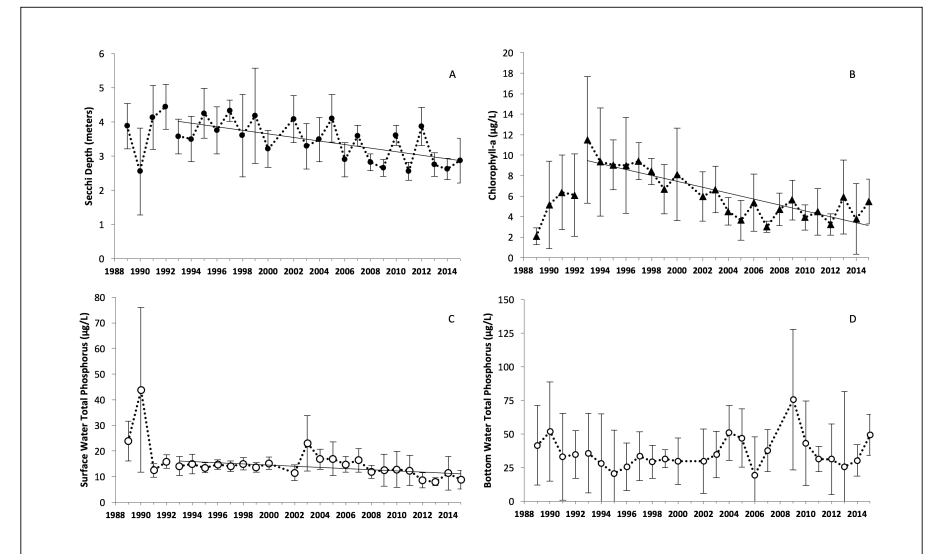 6
5
4
3
2
1
0
Secchi Depth (meters)
A
1988 1990 1992 1994 1996 1998 2000 2002 2004 2006 2008 2010 2012 2014
20
18
16
14
12
10
8
6
4
2
0
Chlorophyll-a (µg/L)
B
1988 1990 1992 1994 1996 1998 2000 2002 2004 2006 2008 2010 2012 2014
80
70
60
50
40
30
20
10
0
Surface Water Total Phosphorus (µg/L)
C
1988 1990 1992 1994 1996 1998 2000 2002 2004 2006 2008 2010 2012 2014
150
125
100
75
50
25
0
Bottom Water Total Phosphorus (µg/L)
D
1988 1990 1992 1994 1996 1998 2000 2002 2004 2006 2008 2010 2012 2014